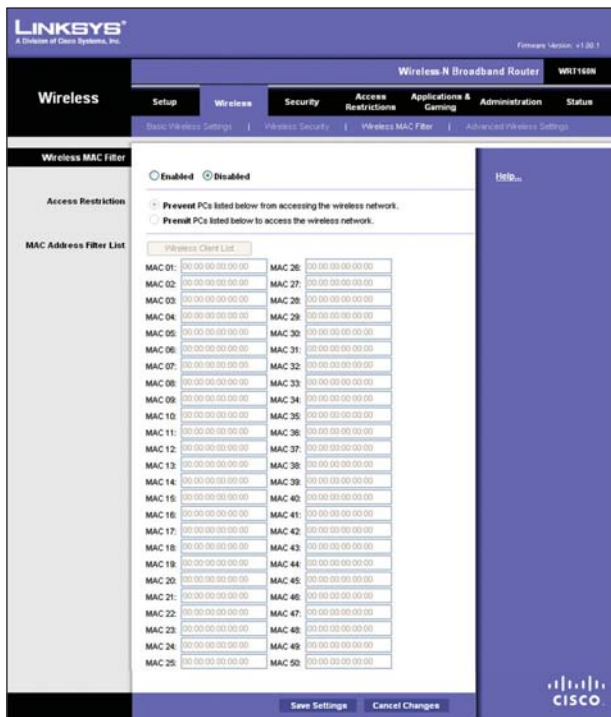 LINKSYS®
A Division of Cisco Systems, Inc.
Firmware Version: v1.00.1
Wireless-N Broadband Router WRT160N
Wireless
Setup Wireless Security Access Restrictions Applications & Gaming Administration Status
Basic Wireless Settings | Wireless Security | Wireless MAC Filter | Advanced Wireless Settings
Wireless MAC Filter
Enabled Disabled
Help...
Access Restriction
Prevent PCs listed below from accessing the wireless network.
Premit PCs listed below to access the wireless network.
MAC Address Filter List
Wireless Client List
MAC 01: 00:00:00:00:00:00 MAC 26: 00:00:00:00:00:00
MAC 02: 00:00:00:00:00:00 MAC 27: 00:00:00:00:00:00
MAC 03: 00:00:00:00:00:00 MAC 28: 00:00:00:00:00:00
MAC 04: 00:00:00:00:00:00 MAC 29: 00:00:00:00:00:00
MAC 05: 00:00:00:00:00:00 MAC 30: 00:00:00:00:00:00
MAC 06: 00:00:00:00:00:00 MAC 31: 00:00:00:00:00:00
MAC 07: 00:00:00:00:00:00 MAC 32: 00:00:00:00:00:00
MAC 08: 00:00:00:00:00:00 MAC 33: 00:00:00:00:00:00
MAC 09: 00:00:00:00:00:00 MAC 34: 00:00:00:00:00:00
MAC 10: 00:00:00:00:00:00 MAC 35: 00:00:00:00:00:00
MAC 11: 00:00:00:00:00:00 MAC 36: 00:00:00:00:00:00
MAC 12: 00:00:00:00:00:00 MAC 37: 00:00:00:00:00:00
MAC 13: 00:00:00:00:00:00 MAC 38: 00:00:00:00:00:00
MAC 14: 00:00:00:00:00:00 MAC 39: 00:00:00:00:00:00
MAC 15: 00:00:00:00:00:00 MAC 40: 00:00:00:00:00:00
MAC 16: 00:00:00:00:00:00 MAC 41: 00:00:00:00:00:00
MAC 17: 00:00:00:00:00:00 MAC 42: 00:00:00:00:00:00
MAC 18: 00:00:00:00:00:00 MAC 43: 00:00:00:00:00:00
MAC 19: 00:00:00:00:00:00 MAC 44: 00:00:00:00:00:00
MAC 20: 00:00:00:00:00:00 MAC 45: 00:00:00:00:00:00
MAC 21: 00:00:00:00:00:00 MAC 46: 00:00:00:00:00:00
MAC 22: 00:00:00:00:00:00 MAC 47: 00:00:00:00:00:00
MAC 23: 00:00:00:00:00:00 MAC 48: 00:00:00:00:00:00
MAC 24: 00:00:00:00:00:00 MAC 49: 00:00:00:00:00:00
MAC 25: 00:00:00:00:00:00 MAC 50: 00:00:00:00:00:00
Save Settings Cancel Changes
CISCO